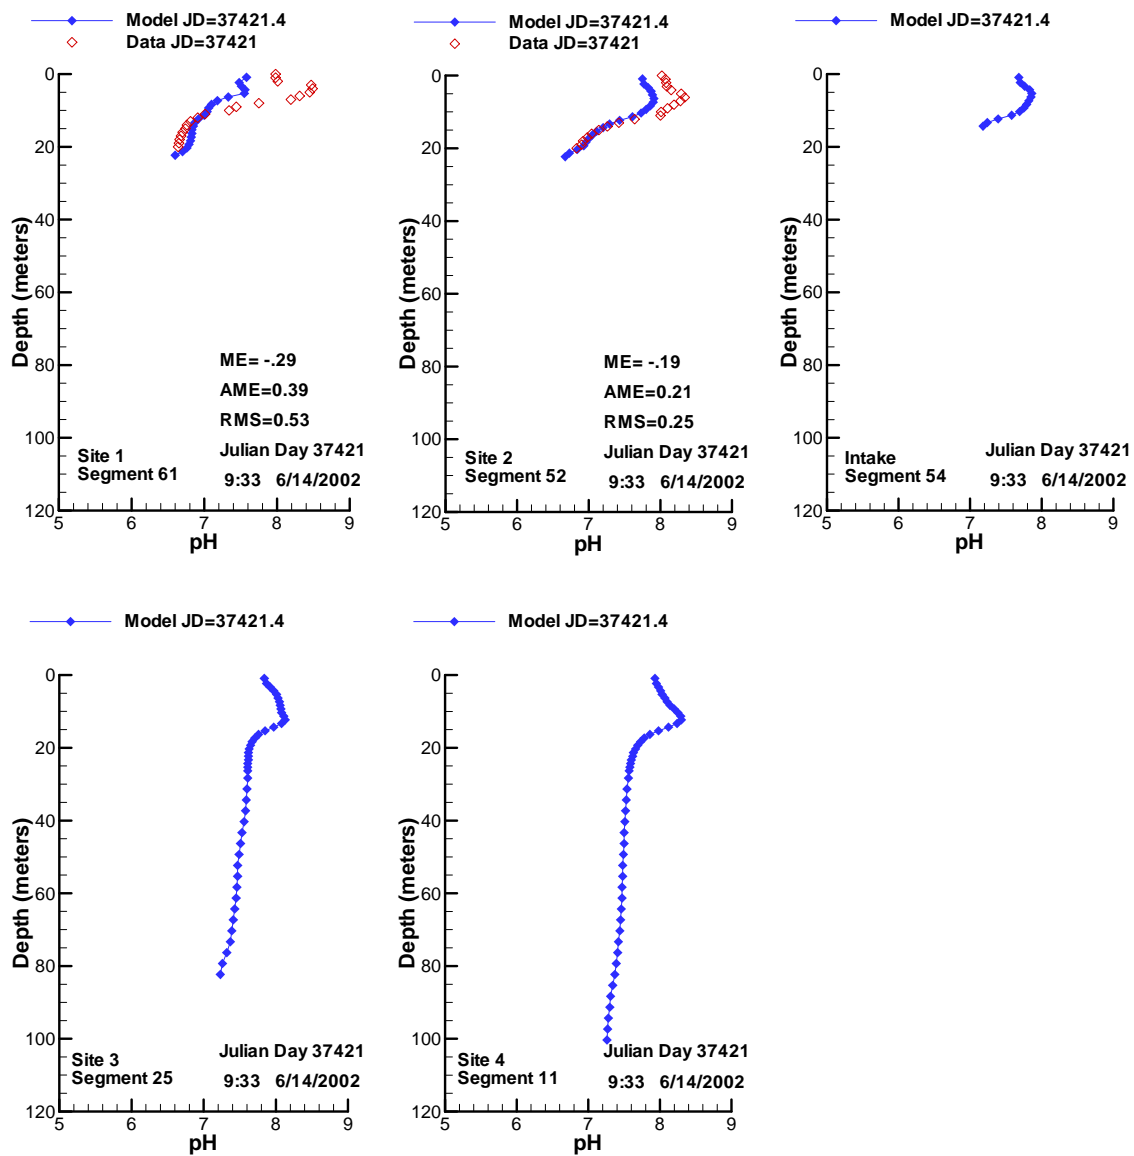 Model JD=37421.4
Data JD=37421
0
20
40
60
80
100
120
Depth (meters)
ME= -.29
AME=0.39
RMS=0.53
Site 1
Segment 61
Julian Day 37421
9:33 6/14/2002
5 6 7 8 9
pH
Model JD=37421.4
Data JD=37421
0
20
40
60
80
100
120
Depth (meters)
ME= -.19
AME=0.21
RMS=0.25
Site 2
Segment 52
Julian Day 37421
9:33 6/14/2002
5 6 7 8 9
pH
Model JD=37421.4
0
20
40
60
80
100
120
Depth (meters)
Intake
Segment 54
Julian Day 37421
9:33 6/14/2002
5 6 7 8 9
pH
Model JD=37421.4
0
20
40
60
80
100
120
Depth (meters)
Site 3
Segment 25
Julian Day 37421
9:33 6/14/2002
5 6 7 8 9
pH
Model JD=37421.4
0
20
40
60
80
100
120
Depth (meters)
Site 4
Segment 11
Julian Day 37421
9:33 6/14/2002
5 6 7 8 9
pH